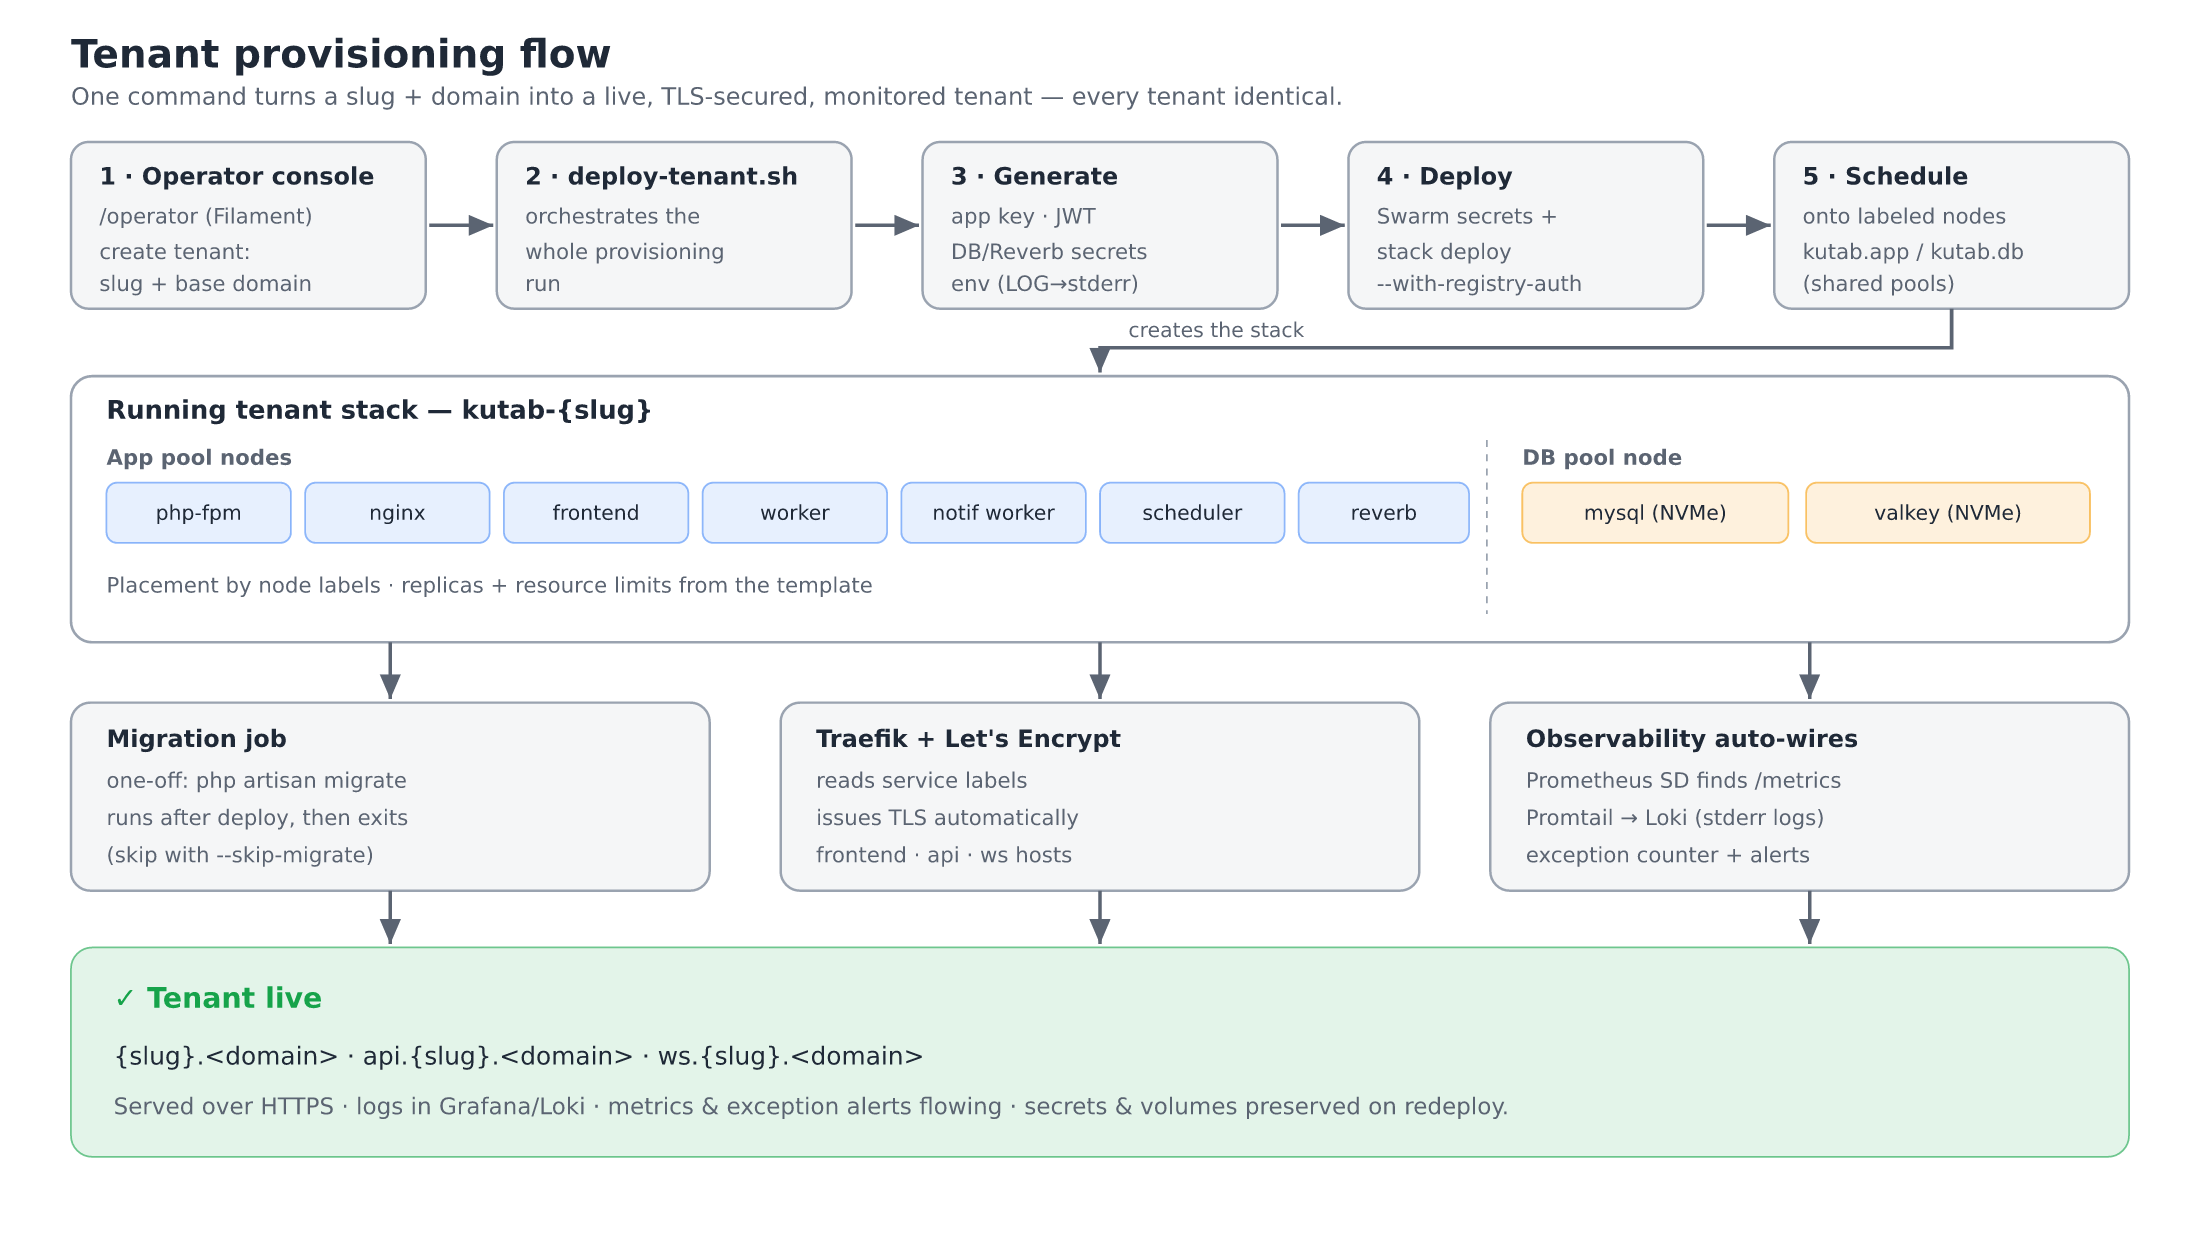 Tenant provisioning flow
One command turns a slug + domain into a live, TLS-secured, monitored tenant — every tenant identical.
1 · Operator console
/operator (Filament)
create tenant:
slug + base domain
2 · deploy-tenant.sh
orchestrates the
whole provisioning
run
3 · Generate
app key · JWT
DB/Reverb secrets
env (LOG→stderr)
4 · Deploy
Swarm secrets +
stack deploy
--with-registry-auth
5 · Schedule
onto labeled nodes
kutab.app / kutab.db
(shared pools)
creates the stack
Running tenant stack — kutab-{slug}
App pool nodes
php-fpm
nginx
frontend
worker
notif worker
scheduler
reverb
DB pool node
mysql (NVMe)
valkey (NVMe)
Placement by node labels · replicas + resource limits from the template
Migration job
one-off: php artisan migrate
runs after deploy, then exits
(skip with --skip-migrate)
Traefik + Let's Encrypt
reads service labels
issues TLS automatically
frontend · api · ws hosts
Observability auto-wires
Prometheus SD finds /metrics
Promtail → Loki (stderr logs)
exception counter + alerts
✓ Tenant live
{slug}.<domain> · api.{slug}.<domain> · ws.{slug}.<domain>
Served over HTTPS · logs in Grafana/Loki · metrics & exception alerts flowing · secrets & volumes preserved on redeploy.